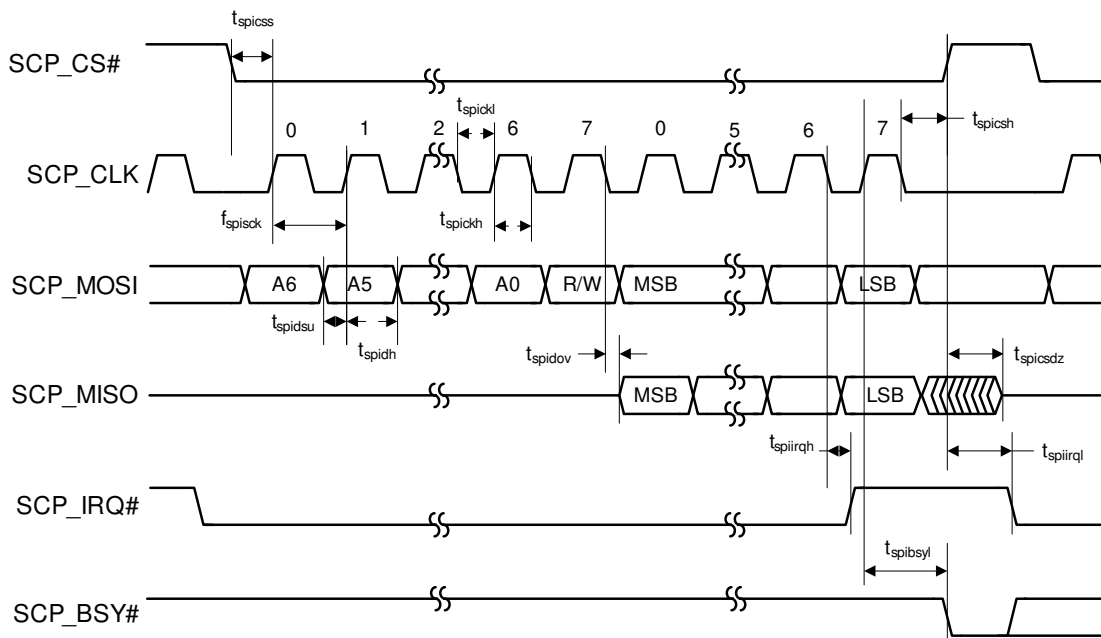 t_spicss
SCP_CS#
t_spickl
0 1 2 6 7 0 5 6 7
t_spicsh
SCP_CLK
f_spisck
t_spickh
SCP_MOSI
A6 A5 A0 R/W MSB LSB
t_spidsu
t_spidh
t_spidov
t_spicsdz
SCP_MISO
MSB LSB
t_spiirqh
t_spiirql
SCP_IRQ#
t_spibsyl
SCP_BSY#